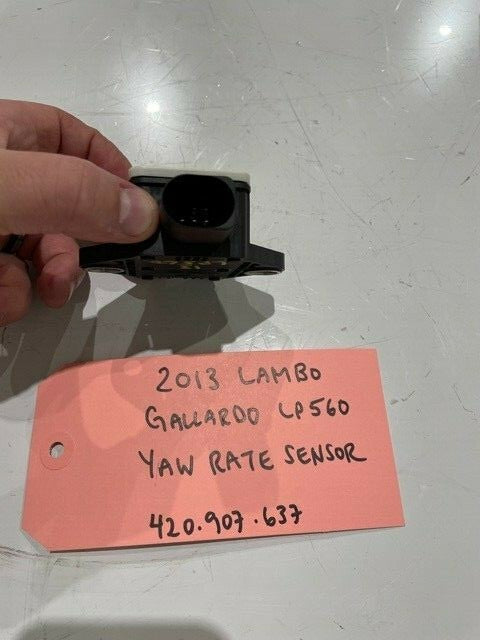 2013 LAMBO
GALLARDO LP560
YAW RATE SENSOR
420.907.637